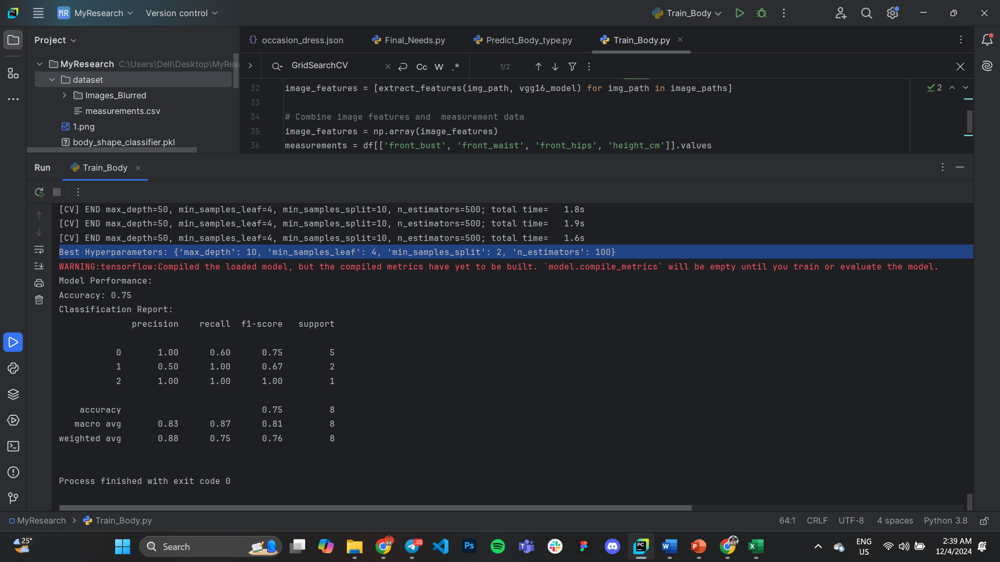 MR MyResearch Version control Train_Body
Project
occasion_dress.json Final_Needs.py Predict_Body_type.py Train_Body.py
MyResearch C:\Users\Dell\Desktop\MyRes
GridSearchCV Cc W .* 1/2
dataset
Images_Blurred
measurements.csv
1.png
body_shape_classifier.pkl
32 image_features = [extract_features(img_path, vgg16_model) for img_path in image_paths]
2
33
34 # Combine image features and  measurement data
35 image_features = np.array(image_features)
36 measurements = df[['front_bust', 'front_waist', 'front_hips', 'height_cm']].values
Run Train_Body
[CV] END max_depth=50, min_samples_leaf=4, min_samples_split=10, n_estimators=500; total time=   1.8s
[CV] END max_depth=50, min_samples_leaf=4, min_samples_split=10, n_estimators=500; total time=   1.9s
[CV] END max_depth=50, min_samples_leaf=4, min_samples_split=10, n_estimators=500; total time=   1.6s
Best Hyperparameters: {'max_depth': 10, 'min_samples_leaf': 4, 'min_samples_split': 2, 'n_estimators': 100}
WARNING:tensorflow:Compiled the loaded model, but the compiled metrics have yet to be built. `model.compile_metrics` will be empty until you train or evaluate the model.
Model Performance:
Accuracy: 0.75
Classification Report:
precision recall f1-score support
0 1.00 0.60 0.75 5
1 0.50 1.00 0.67 2
2 1.00 1.00 1.00 1
accuracy 0.75 8
macro avg 0.83 0.87 0.81 8
weighted avg 0.88 0.75 0.76 8
Process finished with exit code 0
MyResearch > Train_Body.py 64:1 CRLF UTF-8 4 spaces Python 3.8
25° Search ENG 2:39 AM
US 12/4/2024